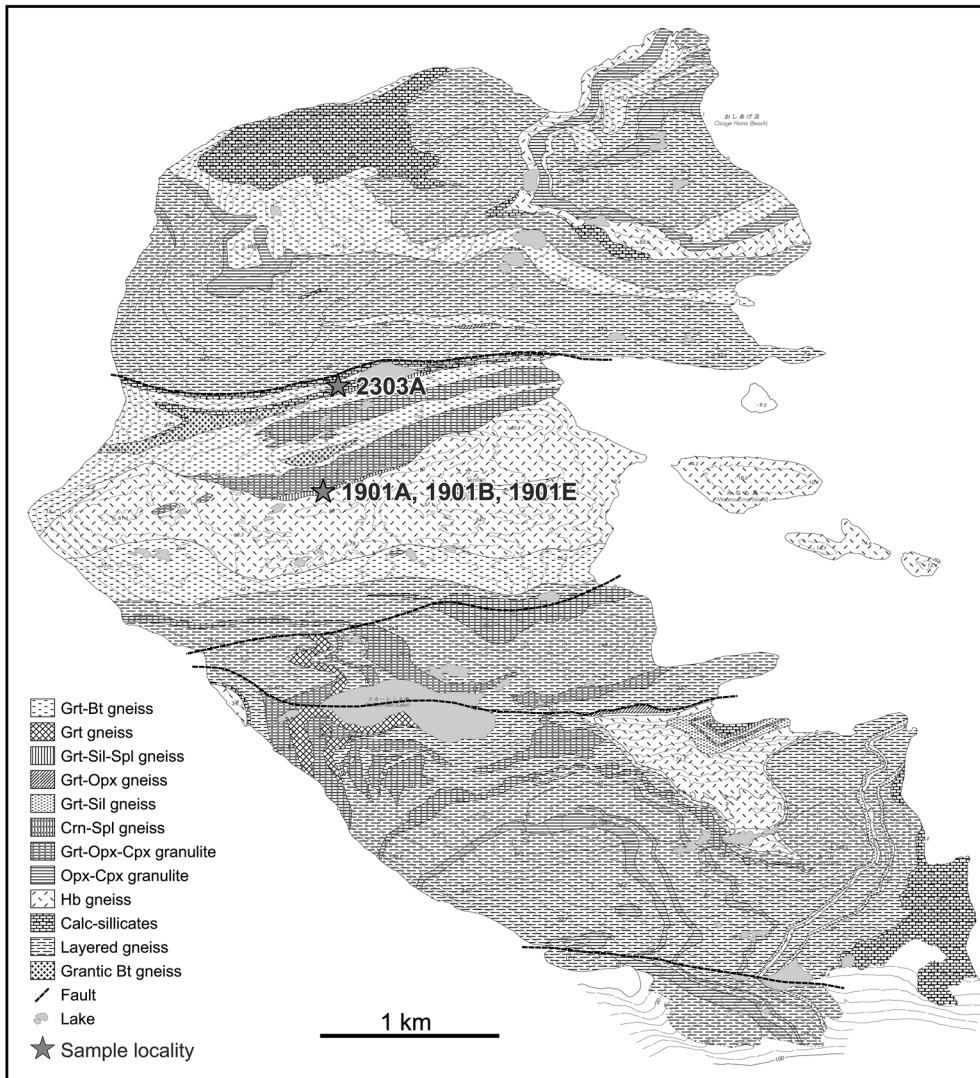 おしあげ浜
Osiage Hama (Beach)
2303A
1901A, 1901B, 1901E
Grt-Bt gneiss
Grt gneiss
Grt-Sil-Spl gneiss
Grt-Opx gneiss
Grt-Sil gneiss
Crn-Spl gneiss
Grt-Opx-Cpx granulite
Opx-Cpx granulite
Hb gneiss
Calc-sillicates
Layered gneiss
Grantic Bt gneiss
Fault
Lake
Sample locality
1 km
100